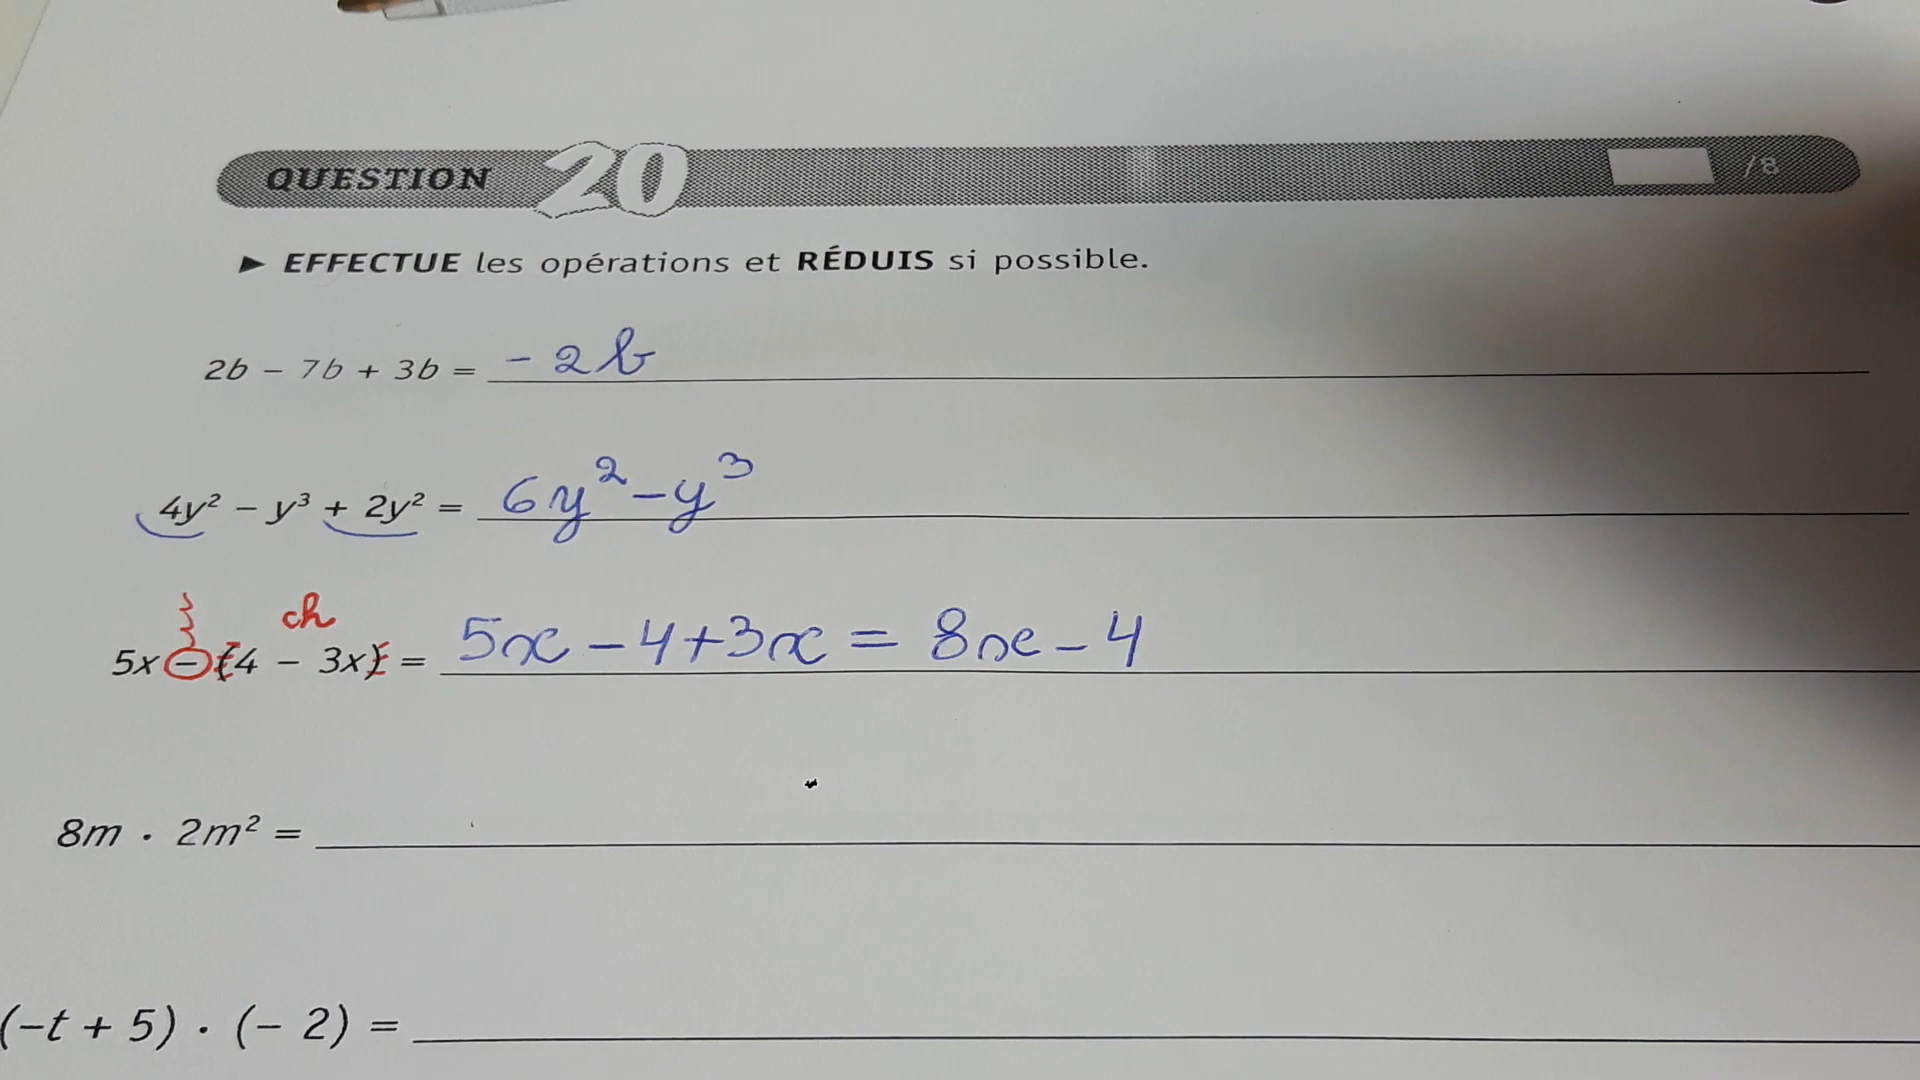 QUESTION 20 /8
► EFFECTUE les opérations et RÉDUIS si possible.
2b – 7b + 3b = - 2b
4y² – y³ + 2y² = 6y² - y³
ch
5x – (4 – 3x) = 5x - 4 + 3x = 8x - 4
8m · 2m² =
(–t + 5) · (– 2) =